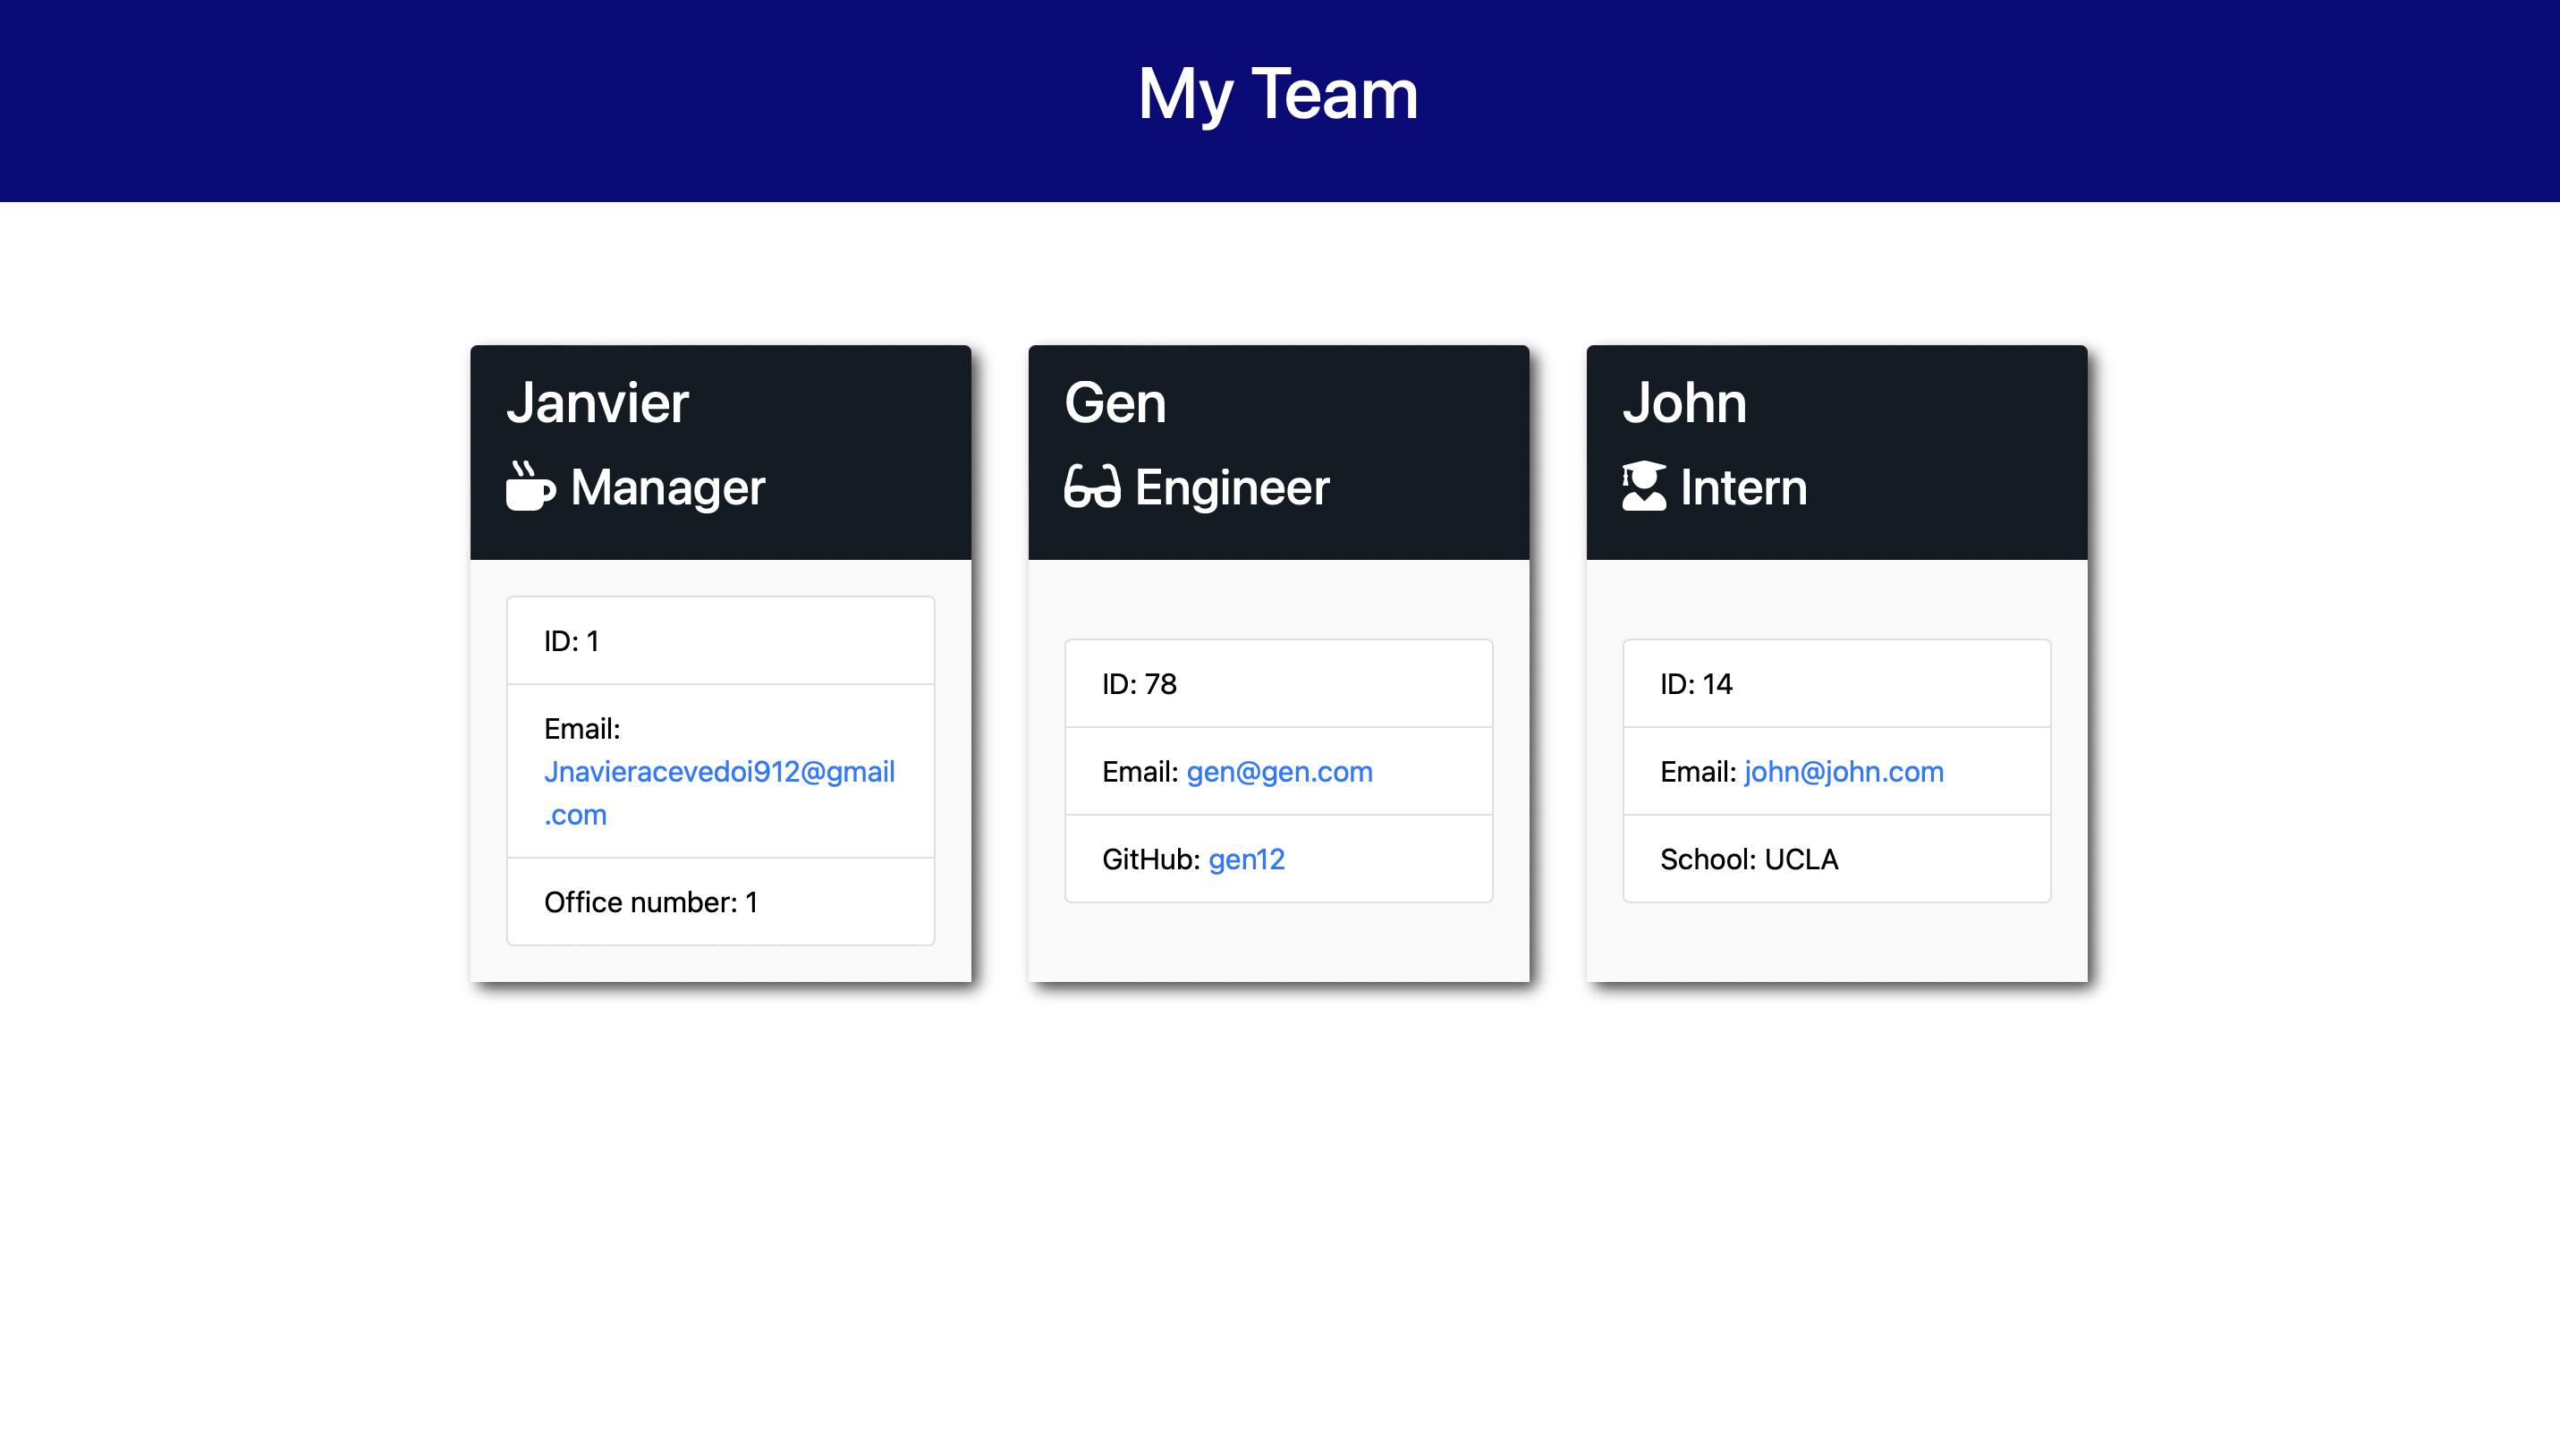 My Team
Janvier
Manager
ID: 1
Email:
Jnavieracevedoi912@gmail
.com
Office number: 1
Gen
Engineer
ID: 78
Email: gen@gen.com
GitHub: gen12
John
Intern
ID: 14
Email: john@john.com
School: UCLA